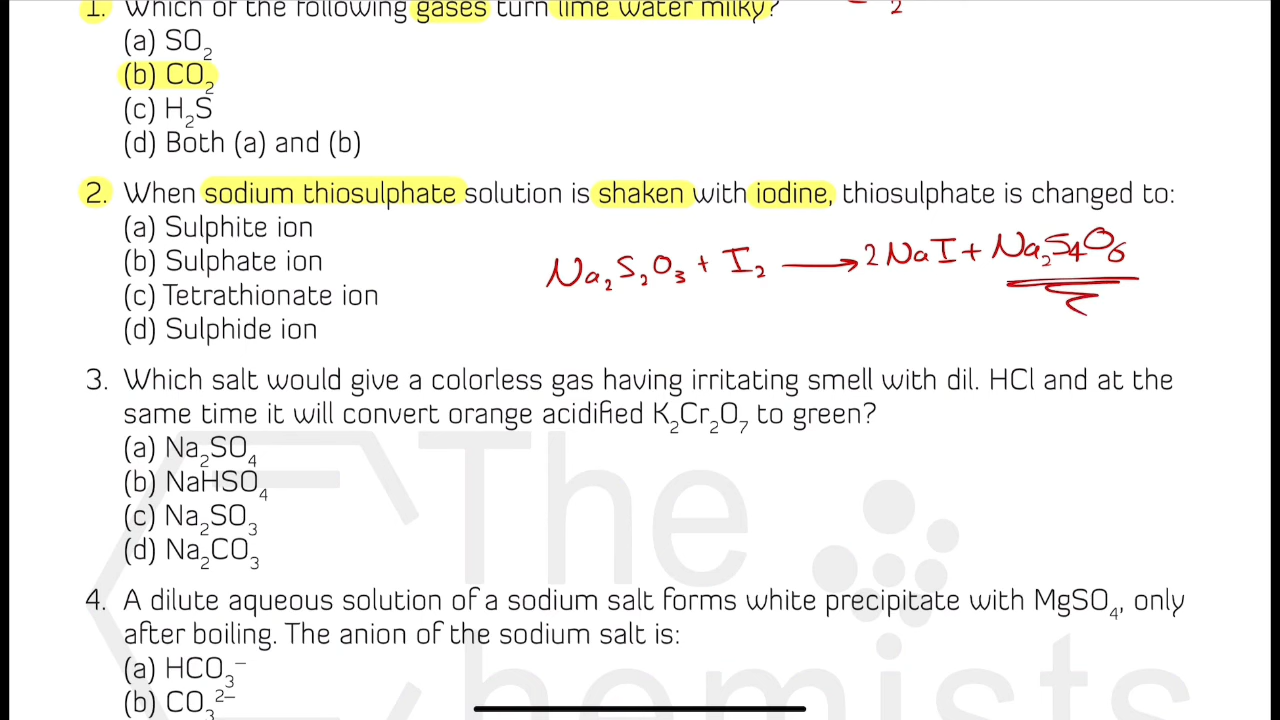 1. Which of the following gases turn lime water milky?
2
(a) SO₂
(b) CO₂
(c) H₂S
(d) Both (a) and (b)
2. When sodium thiosulphate solution is shaken with iodine, thiosulphate is changed to:
(a) Sulphite ion
(b) Sulphate ion
(c) Tetrathionate ion
(d) Sulphide ion
Na₂S₂O₃ + I₂ → 2NaI + Na₂S4O6
3. Which salt would give a colorless gas having irritating smell with dil. HCl and at the
same time it will convert orange acidified K₂Cr₂O₇ to green?
(a) Na₂SO₄
(b) NaHSO₄
(c) Na₂SO₃
(d) Na₂CO₃
4. A dilute aqueous solution of a sodium salt forms white precipitate with MgSO₄, only
after boiling. The anion of the sodium salt is:
(a) HCO₃⁻
(b) CO₃²⁻
The
hemists